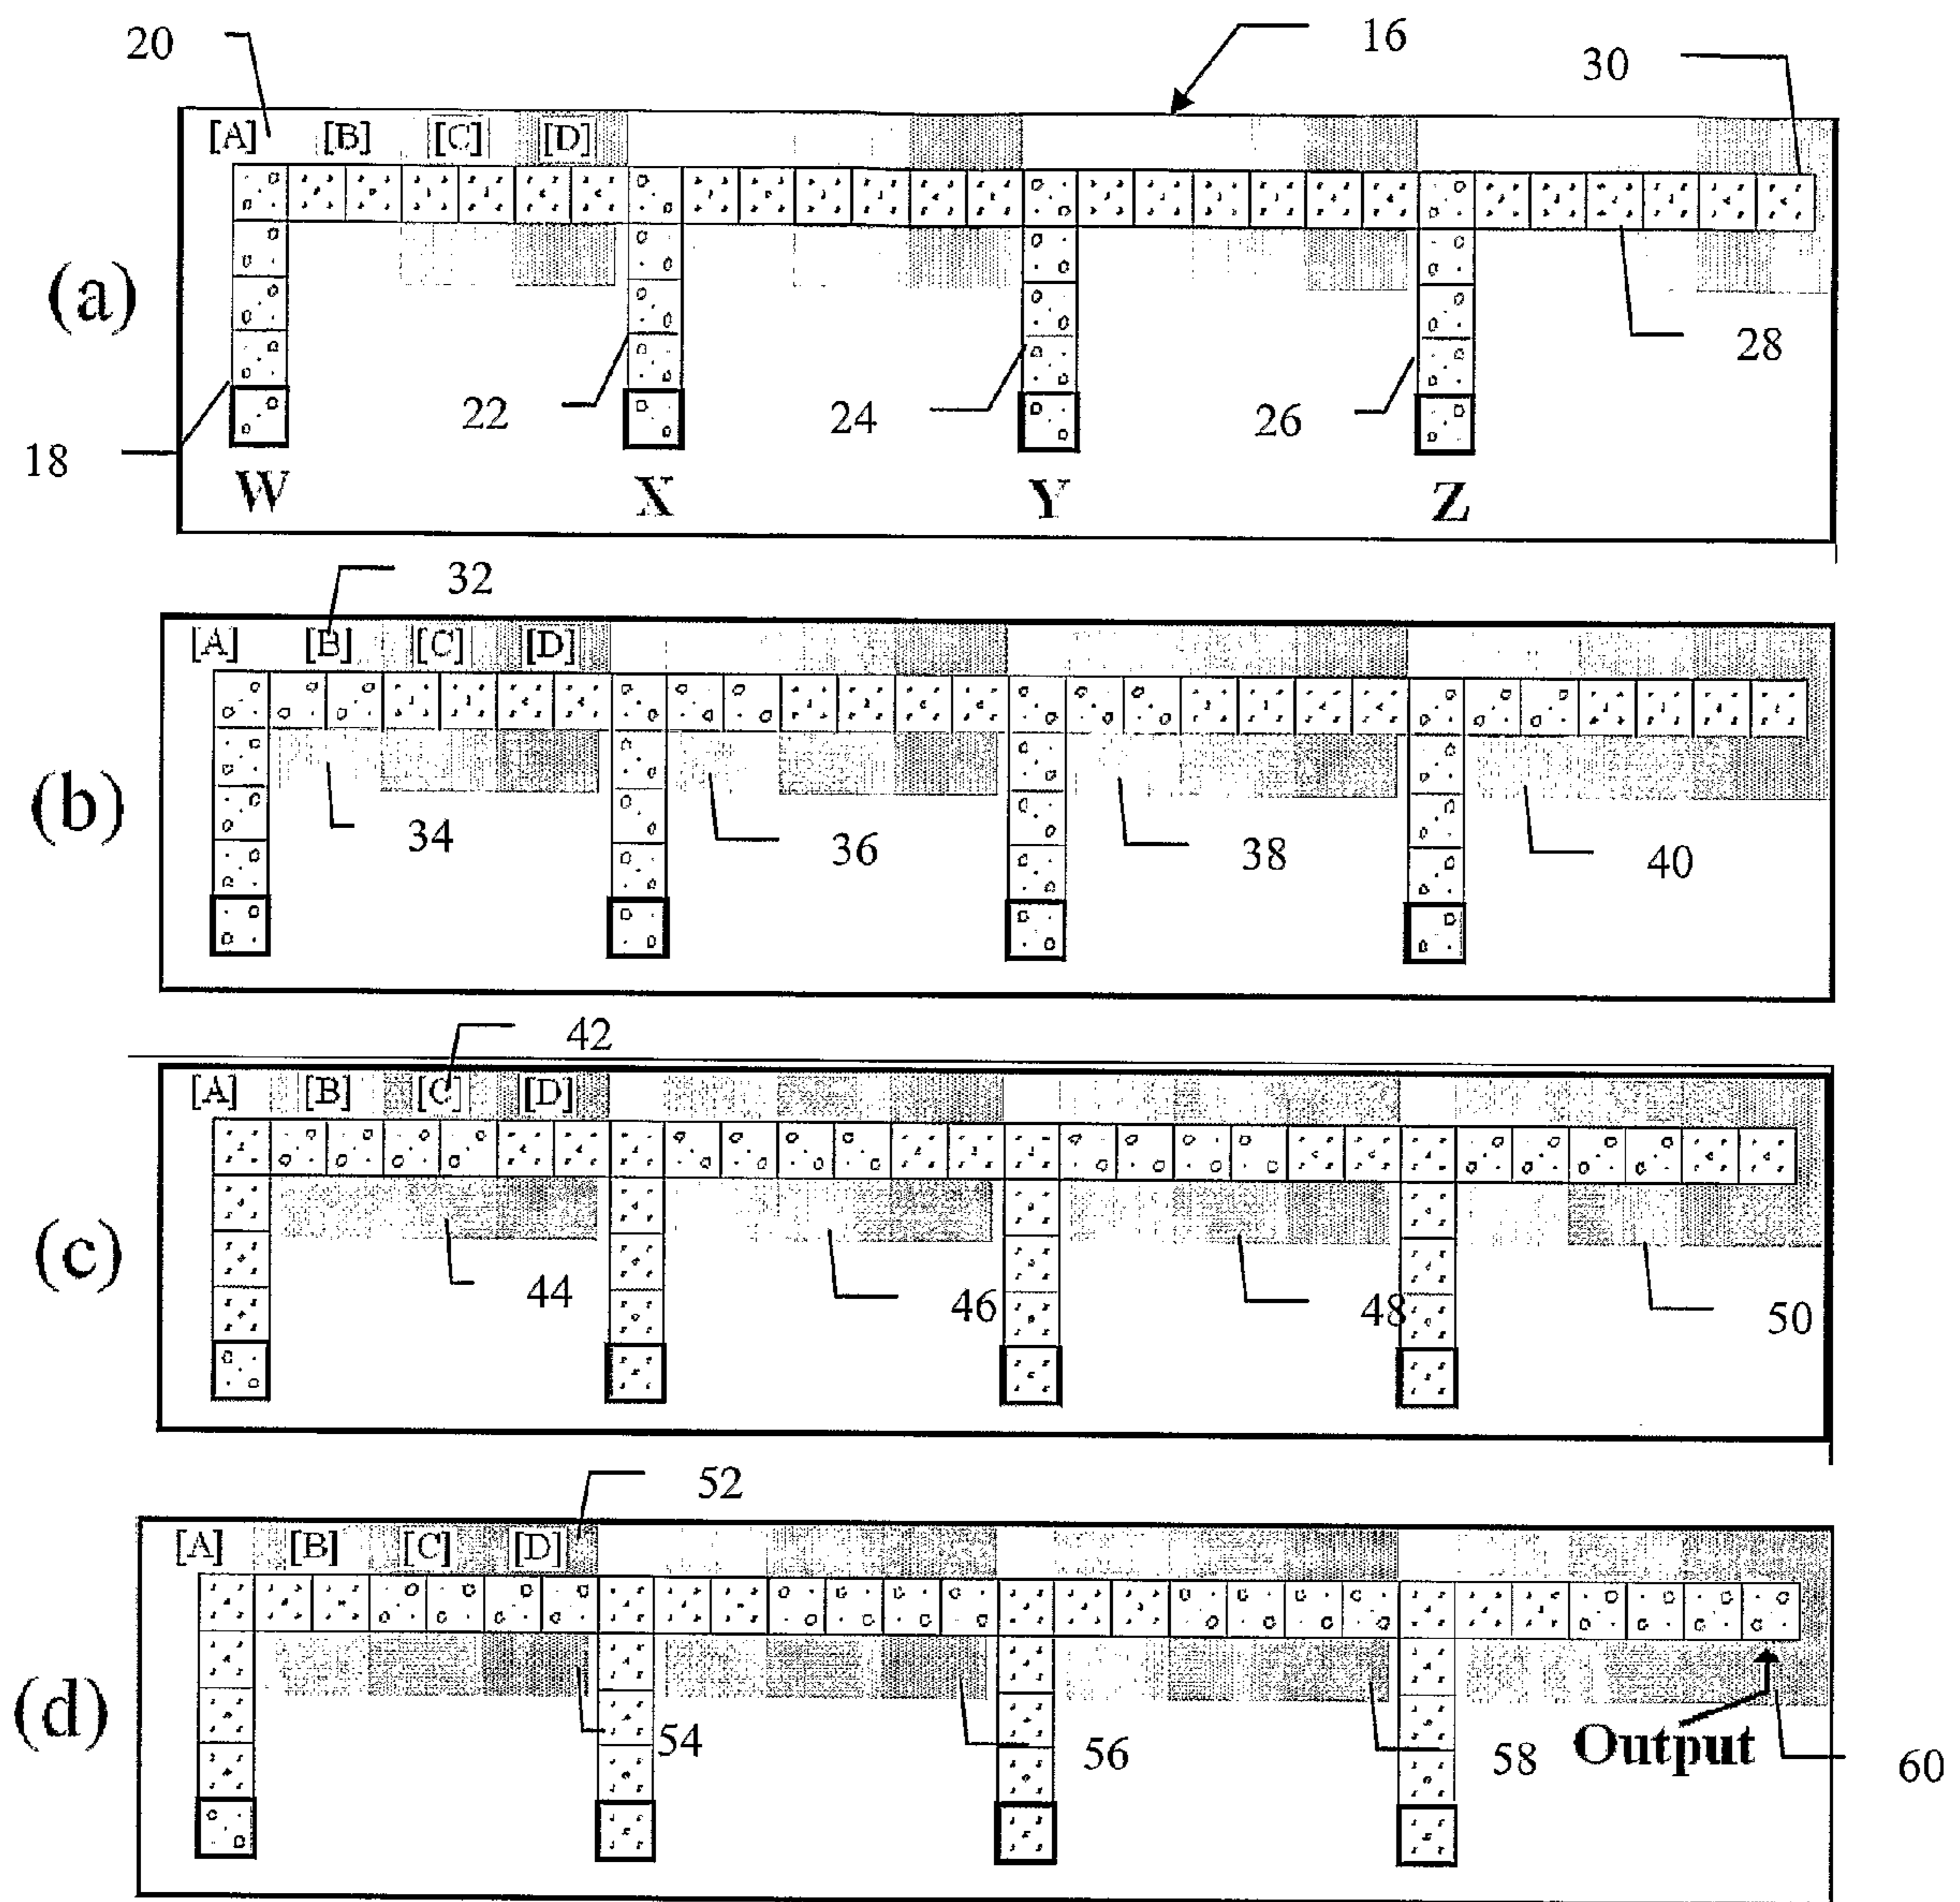 20 16 30
[A] [B] [C] [D]
(a)
28
22 24 26
18
W X Y Z
32
[A] [B] [C] [D]
(b)
34 36 38 40
42
[A] [B] [C] [D]
(c)
44 46 48 50
52
[A] [B] [C] [D]
(d)
54 56 58 Output 60